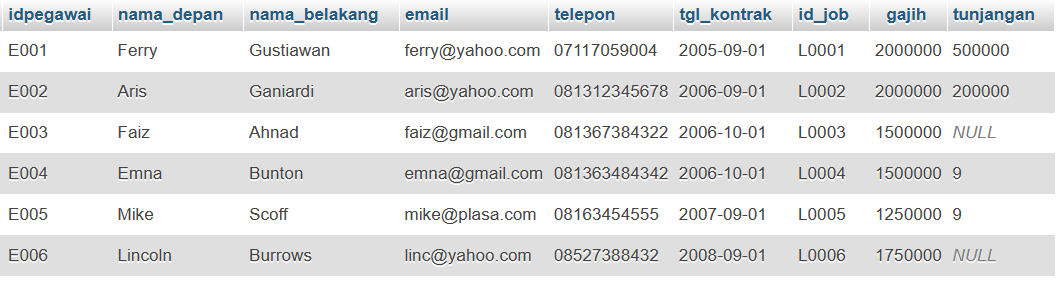 idpegawai nama_depan nama_belakang email telepon tgl_kontrak id_job gajih tunjangan
E001 Ferry Gustiawan ferry@yahoo.com 07117059004 2005-09-01 L0001 2000000 500000
E002 Aris Ganiardi aris@yahoo.com 081312345678 2006-09-01 L0002 2000000 200000
E003 Faiz Ahnad faiz@gmail.com 081367384322 2006-10-01 L0003 1500000 NULL
E004 Emna Bunton emna@gmail.com 081363484342 2006-10-01 L0004 1500000 9
E005 Mike Scoff mike@plasa.com 08163454555 2007-09-01 L0005 1250000 9
E006 Lincoln Burrows linc@yahoo.com 08527388432 2008-09-01 L0006 1750000 NULL